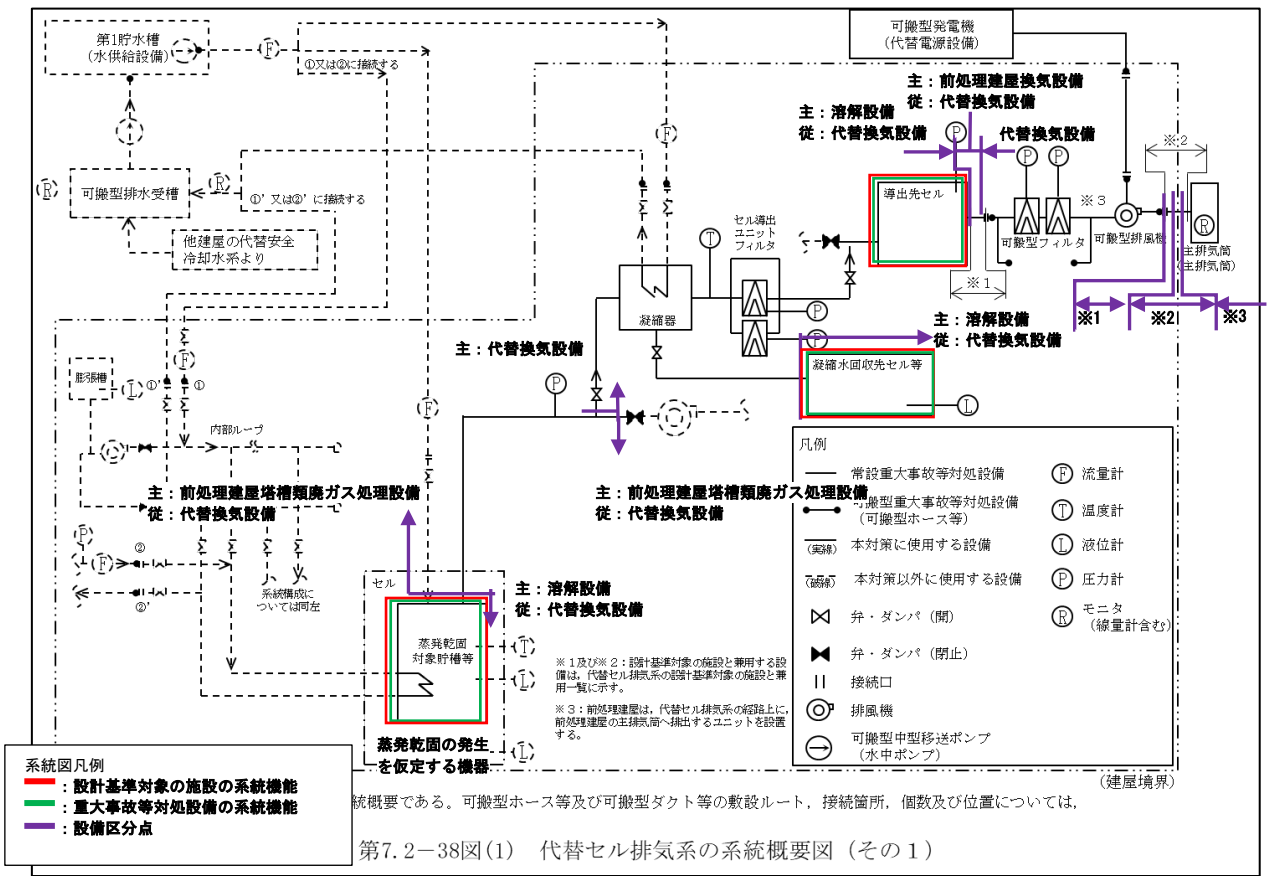 第1貯水槽
(水供給設備)
F
①又は②に接続する
可搬型発電機
(代替電源設備)
主：前処理建屋換気設備
従：代替換気設備
主：溶解設備
従：代替換気設備
代替換気設備
P
P
P
※2
F
R
可搬型排水受槽
R
①’又は②’に接続する
他建屋の代替安全
冷却水系より
導出先セル
※3
可搬型フィルタ
可搬型排風機
R
主排気筒
(主排気筒)
※1
セル導出
ユニット
フィルタ
T
凝縮器
P
P
※1
※2
※3
主：溶解設備
従：代替換気設備
凝縮水回収先セル等
L
主：代替換気設備
P
F
F
膨張槽
L
①’
①
内部ループ
主：前処理建屋塔槽類廃ガス処理設備
従：代替換気設備
主：前処理建屋塔槽類廃ガス処理設備
従：代替換気設備
P
F
②
②’
系統構成に
ついては同左
セル
主：溶解設備
従：代替換気設備
蒸発乾固
対象貯槽等
T
L
L
蒸発乾固の発生
を仮定する機器
※1及び※2：設計基準対象の施設と兼用する設
備は，代替セル排気系の設計基準対象の施設と兼
用一覧に示す。
※3：前処理建屋は，代替セル排気系の経路上に，
前処理建屋の主排気筒へ排出するユニットを設置
する。
凡例
常設重大事故等対処設備
可搬型重大事故等対処設備
(可搬型ホース等)
(実線) 本対策に使用する設備
(破線) 本対策以外に使用する設備
弁・ダンパ（開）
弁・ダンパ（閉止）
接続口
排風機
可搬型中型移送ポンプ
(水中ポンプ)
F 流量計
T 温度計
L 液位計
P 圧力計
R モニタ
(線量計含む)
(建屋境界)
系統図凡例
：設計基準対象の施設の系統機能
：重大事故等対処設備の系統機能
：設備区分点
統概要である。可搬型ホース等及び可搬型ダクト等の敷設ルート，接続箇所，個数及び位置については，
第7.2－38図(1)　代替セル排気系の系統概要図（その１）